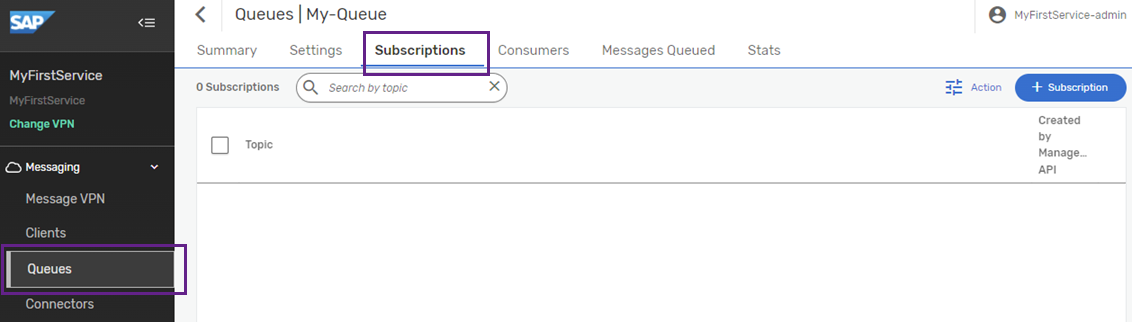 SAP
Queues | My-Queue
MyFirstService-admin
Summary
Settings
Subscriptions
Consumers
Messages Queued
Stats
MyFirstService
MyFirstService
Change VPN
0 Subscriptions
Search by topic
Action
+ Subscription
Topic
Created
by
Manage...
API
Messaging
Message VPN
Clients
Queues
Connectors